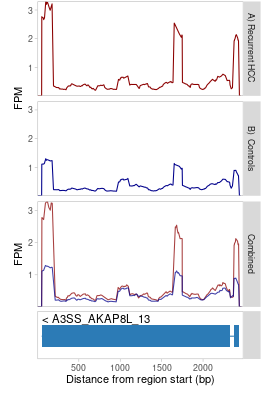 3
2
1
FPM
A) Recurrent HCC
3
2
1
B) Controls
3
2
1
FPM
Combined
< A3SS_AKAP8L_13
500 1000 1500 2000
Distance from region start (bp)